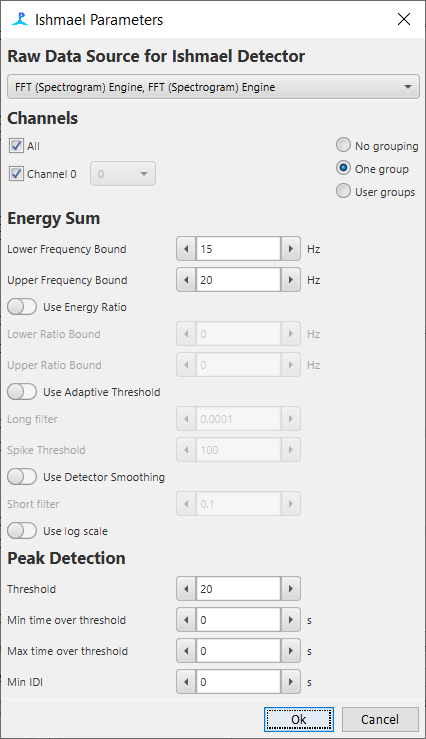 Ishmael Parameters
Raw Data Source for Ishmael Detector
FFT (Spectrogram) Engine, FFT (Spectrogram) Engine
Channels
All
No grouping
Channel 0 0
One group
User groups
Energy Sum
Lower Frequency Bound 15 Hz
Upper Frequency Bound 20 Hz
Use Energy Ratio
Lower Ratio Bound 0 Hz
Upper Ratio Bound 0 Hz
Use Adaptive Threshold
Long filter 0.0001
Spike Threshold 100
Use Detector Smoothing
Short filter 0.1
Use log scale
Peak Detection
Threshold 20
Min time over threshold 0 s
Max time over threshold 0 s
Min IDI 0 s
Ok Cancel